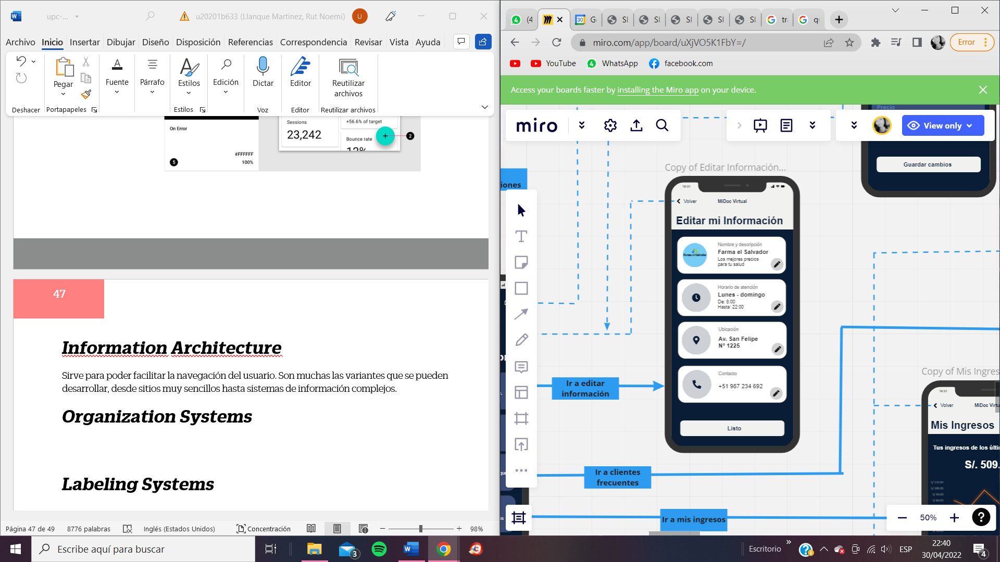 upc-...
u20201b633 (Llanque Martinez, Rut Noemi)
U
Archivo
Inicio
Insertar
Dibujar
Diseño
Disposición
Referencias
Correspondencia
Revisar
Vista
Ayuda
Pegar
Fuente
Párrafo
Estilos
Edición
Dictar
Editor
Reutilizar
archivos
Deshacer
Portapapeles
Estilos
Voz
Editor
Reutilizar archivos
On Error
#FFFFFF
100%
5
Sessions
23,242
+56.6% of target
Bounce rate
2
47
Information Architecture
Sirve para poder facilitar la navegación del usuario. Son muchas las variantes que se pueden
desarrollar, desde sitios muy sencillos hasta sistemas de información complejos.
Organization Systems
Labeling Systems
Página 47 de 49
8776 palabras
Inglés (Estados Unidos)
Concentración
98%
(4
G
SI
SI
SI
SI
SI
tr
q
miro.com/app/board/uXjVO5K1FbY=/
Error
YouTube
WhatsApp
facebook.com
Access your boards faster by installing the Miro app on your device.
miro
View only
Precio
Guardar cambios
iones
Copy of Editar Información...
Volver
MiDoc Virtual
Editar mi Información
Nombre y descripción
Farma el Salvador
Los mejores precios
para tu salud
Horario de atención
Lunes - domingo
De: 8:00
Hasta: 22:00
Ubicación
Av. San Felipe
N° 1225
Contacto
+51 987 234 692
Listo
Ir a editar
información
Ir a clientes
frecuentes
Ir a mis ingresos
Copy of Mis Ingres
Volver
MiDoc Virtu
Mis Ingresos
Tus ingresos de los últi
S/. 509.
50%
Escribe aquí para buscar
3
Escritorio
ESP
22:40
30/04/2022
4